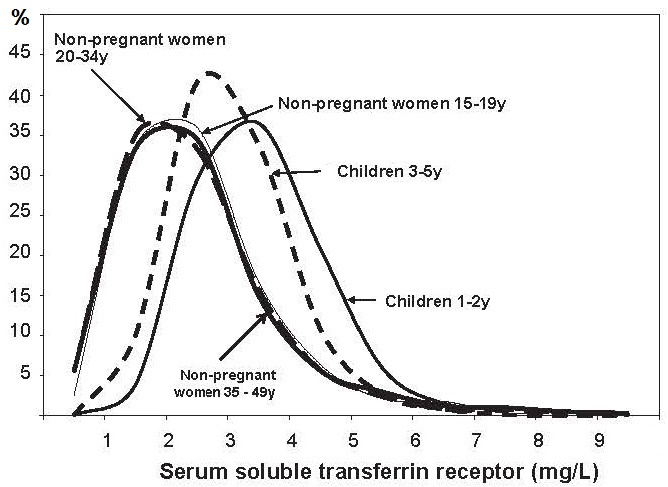 %
45
40
35
30
25
20
15
10
5
Non-pregnant women
20-34y
Non-pregnant women 15-19y
Children 3-5y
Children 1-2y
Non-pregnant
women 35 - 49y
1 2 3 4 5 6 7 8 9
Serum soluble transferrin receptor (mg/L)